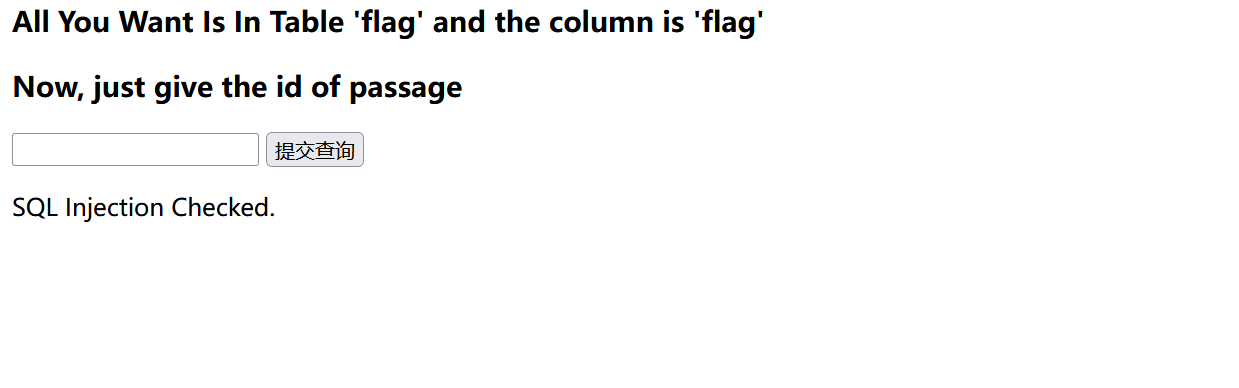 All You Want Is In Table 'flag' and the column is 'flag'
Now, just give the id of passage
提交查询
SQL Injection Checked.